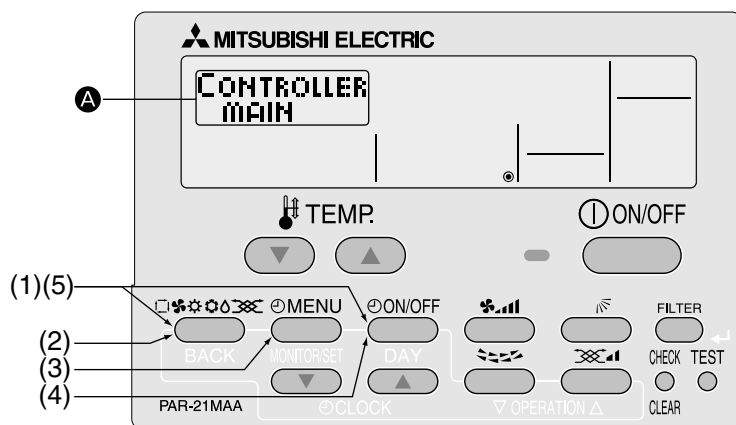 MITSUBISHI ELECTRIC
A
CONTROLLER
MAIN
TEMP.
ON/OFF
(1)(5)
MENU
ON/OFF
FILTER
(2)
BACK
MONITOR/SET
DAY
CHECK
TEST
(3)
(4)
PAR-21MAA
CLOCK
▽ OPERATION △
CLEAR